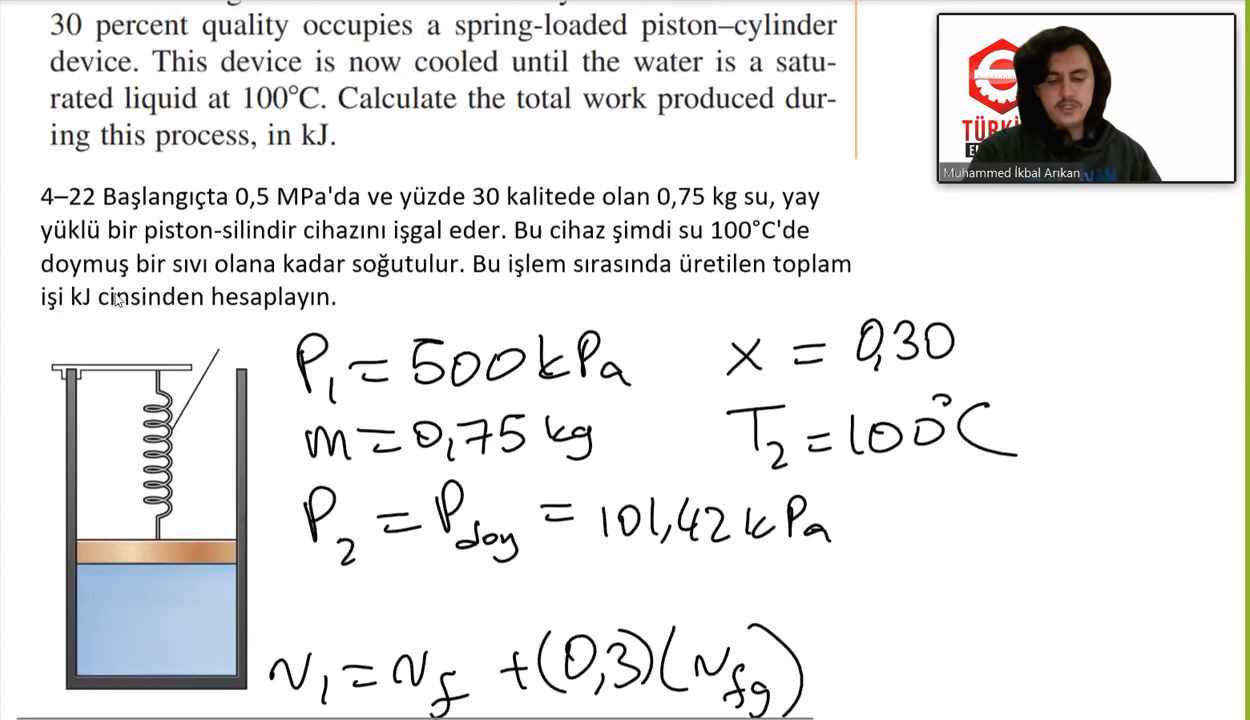 30 percent quality occupies a spring-loaded piston–cylinder
device. This device is now cooled until the water is a satu-
rated liquid at 100°C. Calculate the total work produced dur-
ing this process, in kJ.
TÜRKİ
Muhammed İkbal Arıkan
4–22 Başlangıçta 0,5 MPa'da ve yüzde 30 kalitede olan 0,75 kg su, yay
yüklü bir piston-silindir cihazını işgal eder. Bu cihaz şimdi su 100°C'de
doymuş bir sıvı olana kadar soğutulur. Bu işlem sırasında üretilen toplam
işi kJ cinsinden hesaplayın.
P₁ = 500 kPa x = 0,30
m = 0,75 kg T₂ = 100°C
P₂ = P_doy = 101,42 kPa
v₁ = v_f + (0,3)(v_fg)